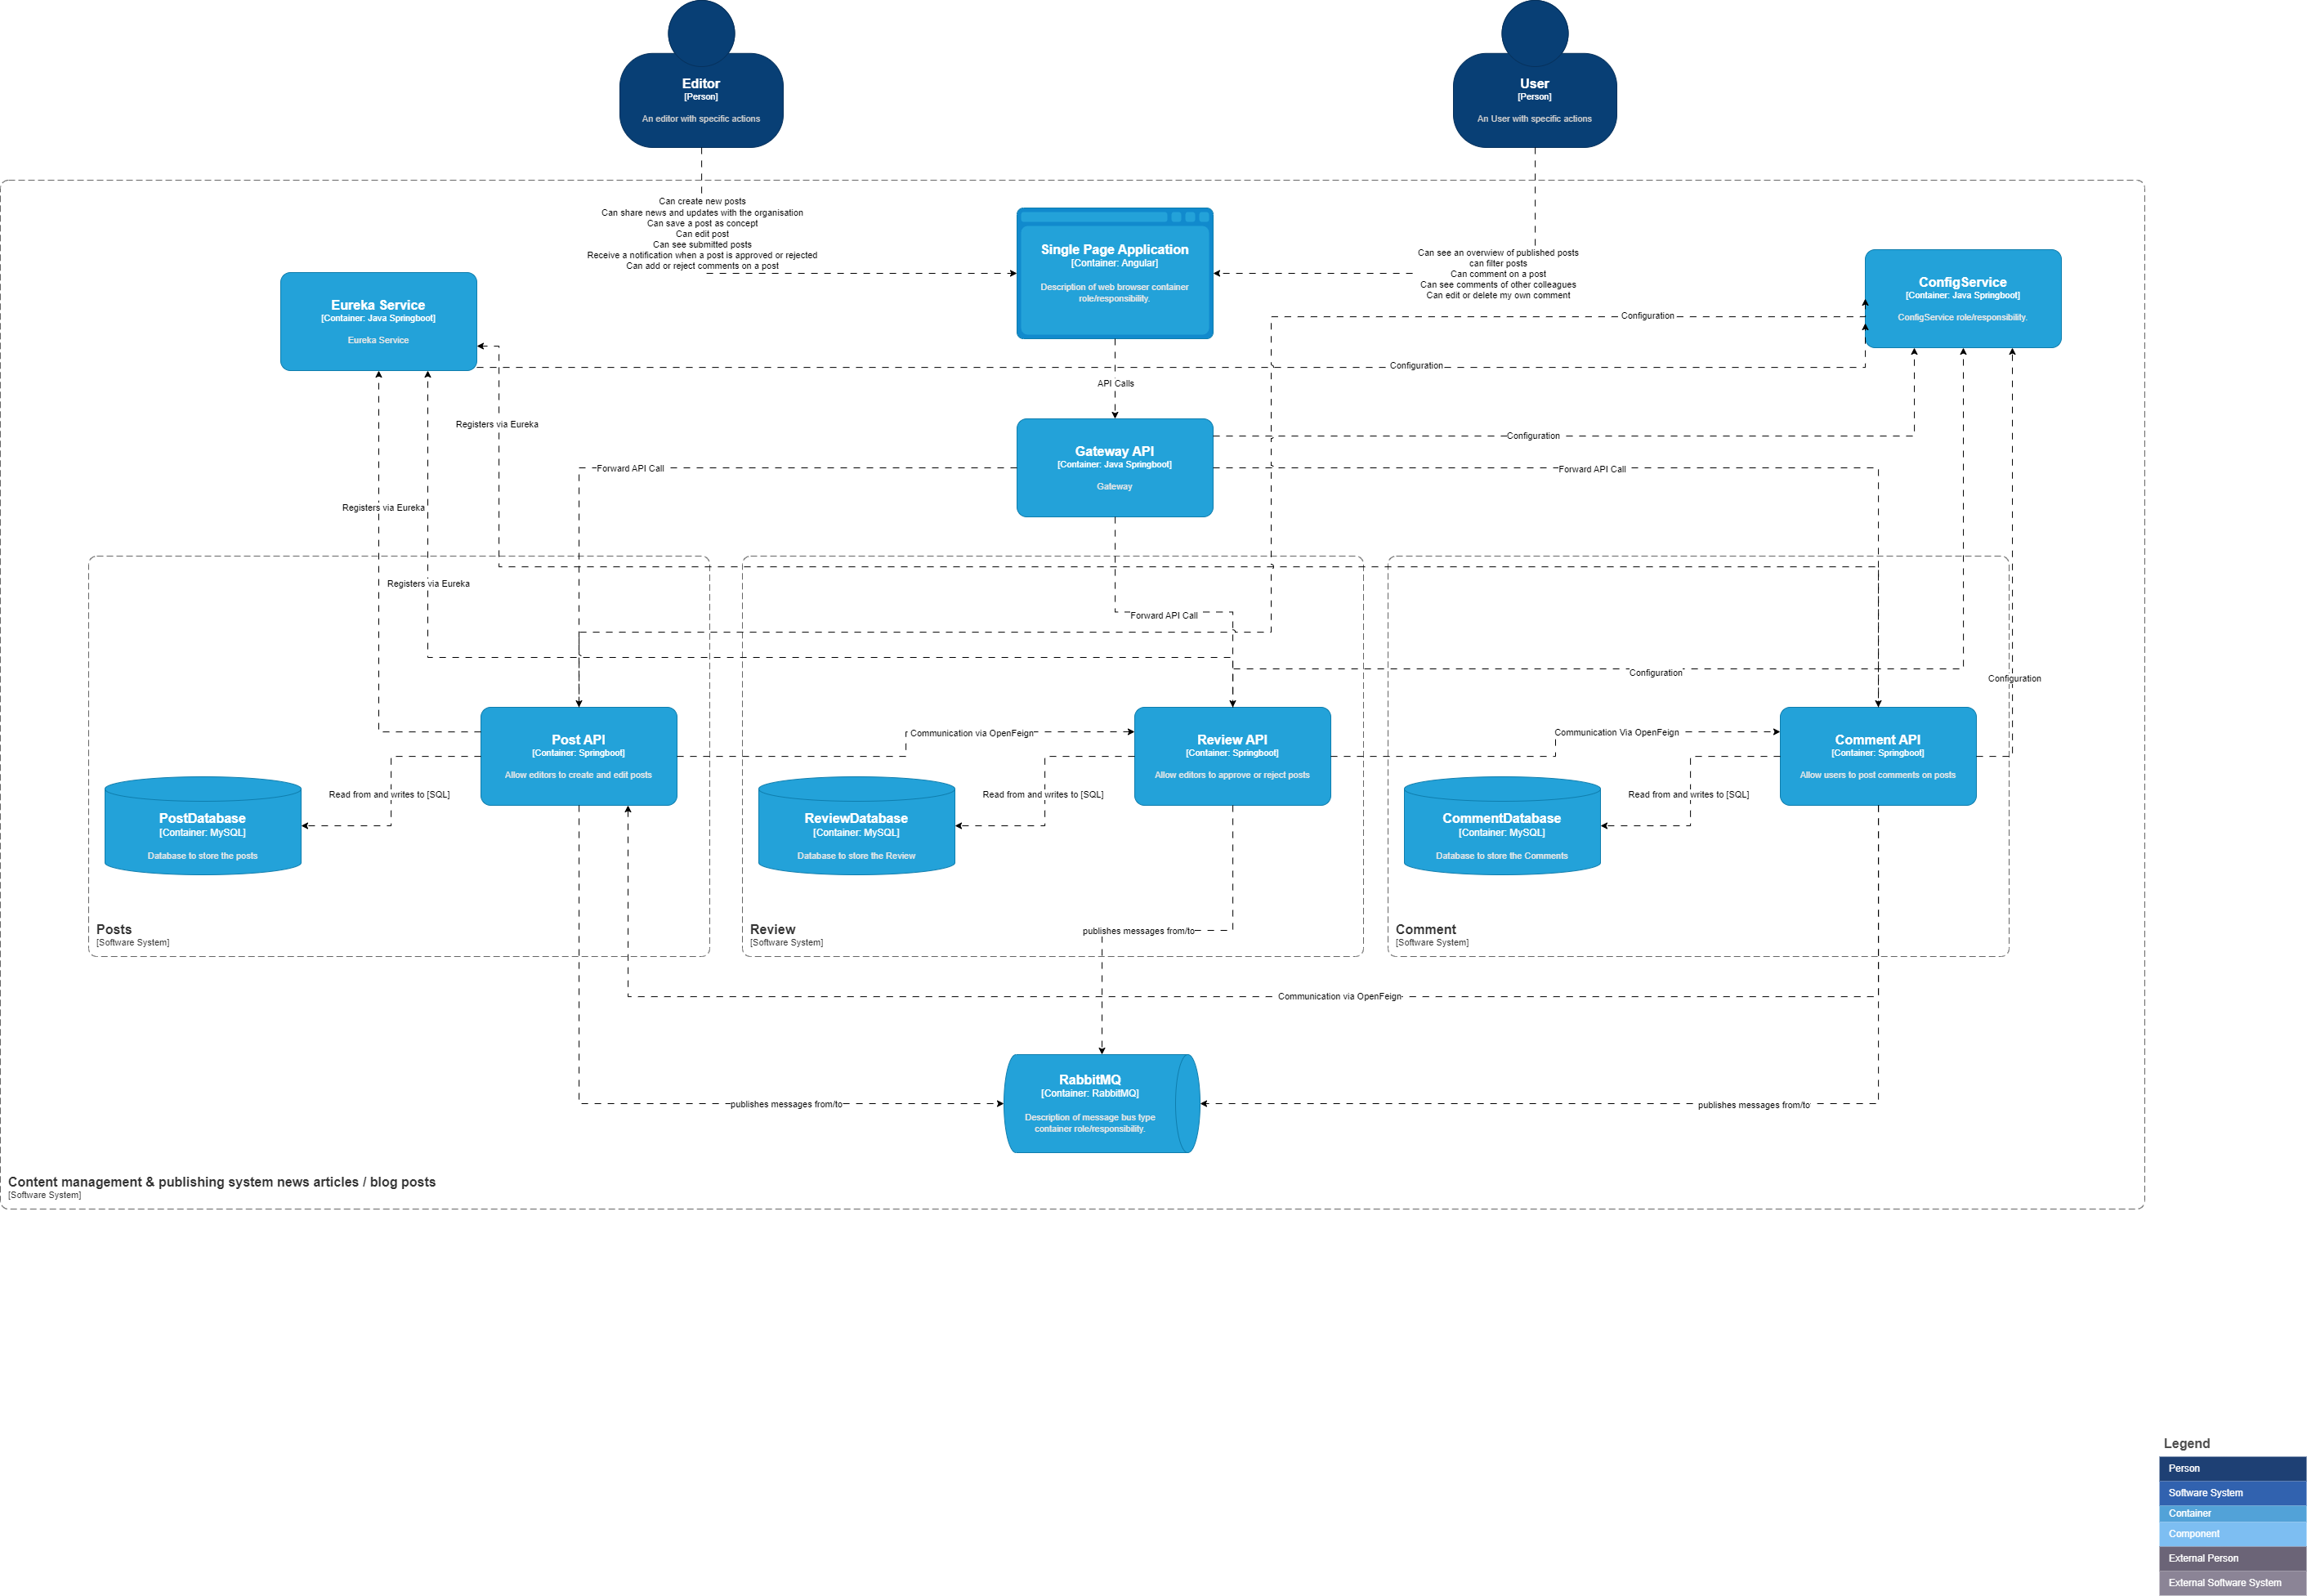 Editor
[Person]
An editor with specific actions
User
[Person]
An User with specific actions
Can create new posts
Can share news and updates with the organisation
Can save a post as concept
Can edit post
Can see submitted posts
Receive a notification when a post is approved or rejected
Can add or reject comments on a post
Single Page Application
[Container: Angular]
Description of web browser container
role/responsibility.
Can see an overwiew of published posts
can filter posts
Can comment on a post
Can see comments of other colleagues
Can edit or delete my own comment
Eureka Service
[Container: Java Springboot]
Eureka Service
ConfigService
[Container: Java Springboot]
ConfigService role/responsibility.
Configuration
Configuration
API Calls
Registers via Eureka
Gateway API
[Container: Java Springboot]
Gateway
Configuration
Forward API Call
Forward API Call
Registers via Eureka
Registers via Eureka
Forward API Call
Configuration
Configuration
Post API
[Container: Springboot]
Allow editors to create and edit posts
Communication via OpenFeign
Review API
[Container: Springboot]
Allow editors to approve or reject posts
Communication Via OpenFeign
Comment API
[Container: Springboot]
Allow users to post comments on posts
Read from and writes to [SQL]
Read from and writes to [SQL]
Read from and writes to [SQL]
PostDatabase
[Container: MySQL]
Database to store the posts
ReviewDatabase
[Container: MySQL]
Database to store the Review
CommentDatabase
[Container: MySQL]
Database to store the Comments
Posts
[Software System]
Review
[Software System]
Comment
[Software System]
publishes messages from/to
Communication via OpenFeign
RabbitMQ
[Container: RabbitMQ]
Description of message bus type
container role/responsibility.
publishes messages from/to
publishes messages from/to
Content management & publishing system news articles / blog posts
[Software System]
Legend
Person
Software System
Container
Component
External Person
External Software System